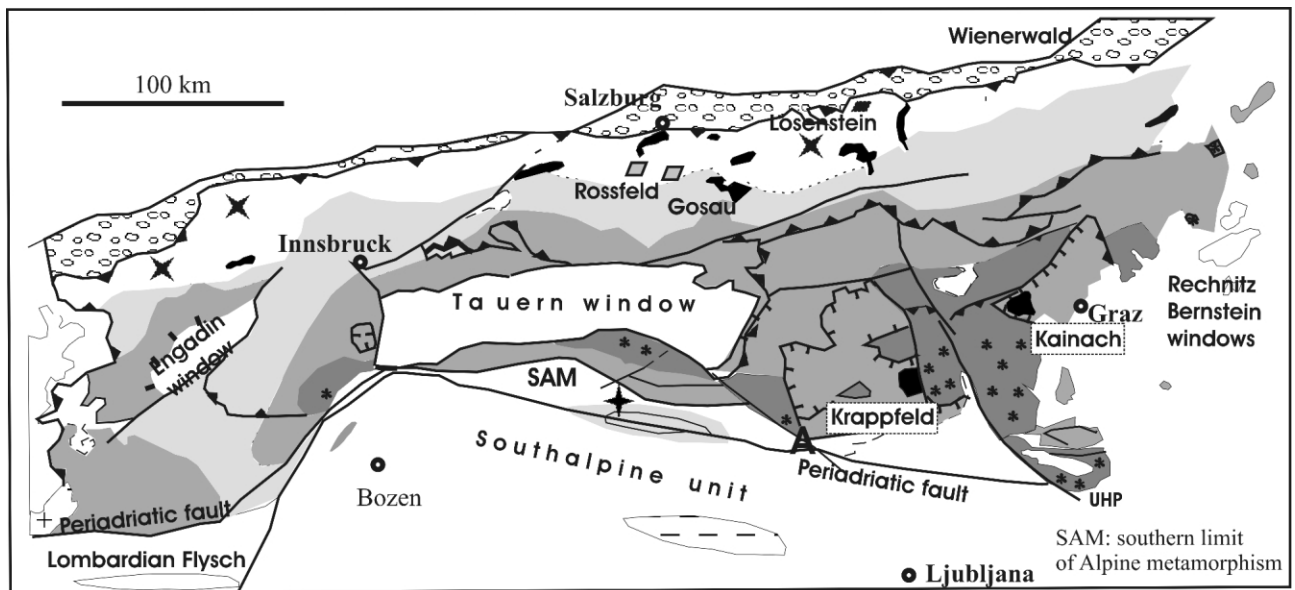 Wienerwald
100 km
Salzburg
Lösenstein
Rossfeld
Gosau
Innsbruck
Tauern window
Rechnitz
Bernstein
windows
Graz
Kainach
Engadin
window
SAM
Krappfeld
A
Southalpine unit
Periadriatic fault
Bozen
UHP
Periadriatic fault
Lombardian Flysch
SAM: southern limit
of Alpine metamorphism
Ljubljana